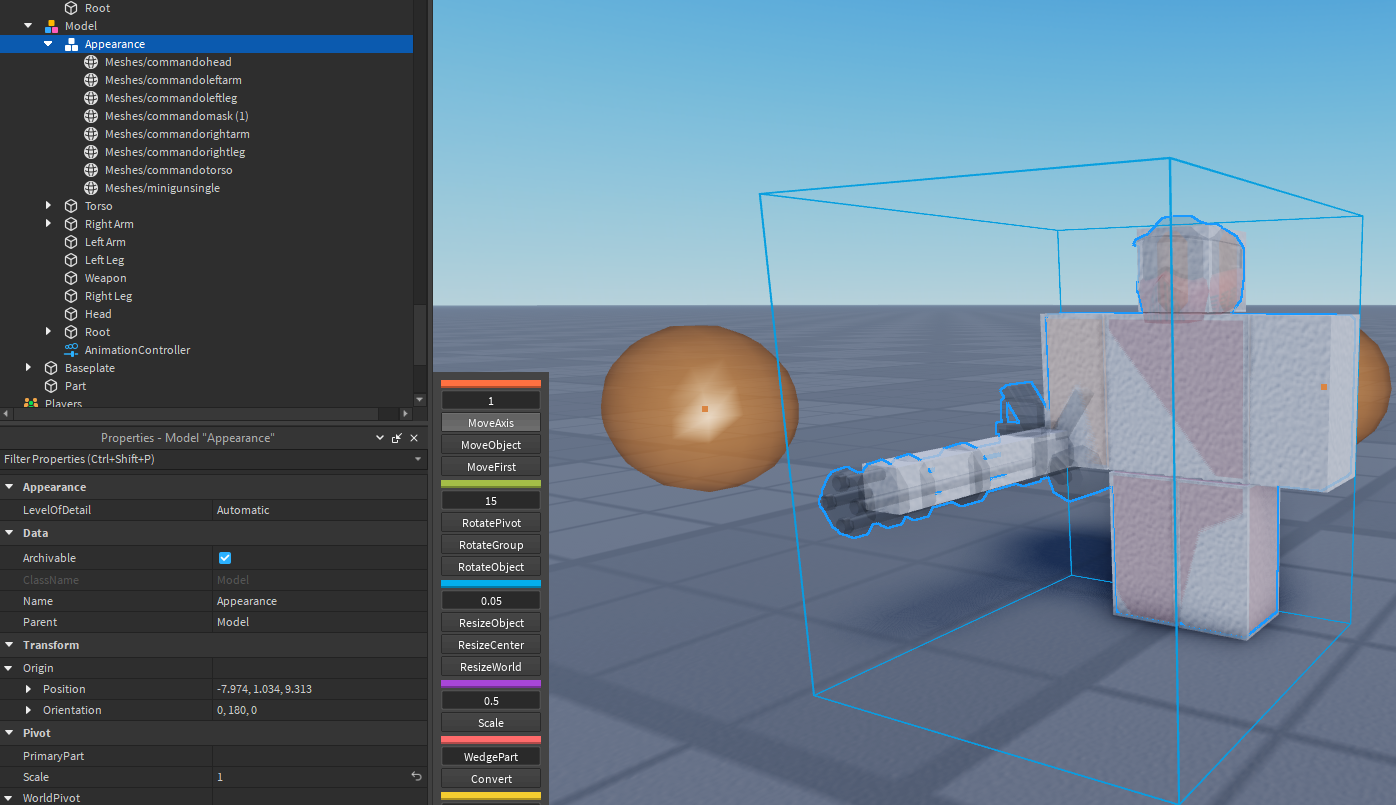 Root
Model
Appearance
Meshes/commandohead
Meshes/commandoleftarm
Meshes/commandoleftleg
Meshes/commandomask (1)
Meshes/commandorightarm
Meshes/commandorightleg
Meshes/commandotorso
Meshes/minigunsingle
Torso
Right Arm
Left Arm
Left Leg
Weapon
Right Leg
Head
Root
AnimationController
Baseplate
Part
Players
Properties - Model "Appearance"
Filter Properties (Ctrl+Shift+P)
Appearance
LevelOfDetail Automatic
Data
Archivable
ClassName Model
Name Appearance
Parent Model
Transform
Origin
Position -7.974, 1.034, 9.313
Orientation 0, 180, 0
Pivot
PrimaryPart
Scale 1
WorldPivot
1
MoveAxis
MoveObject
MoveFirst
15
RotatePivot
RotateGroup
RotateObject
0.05
ResizeObject
ResizeCenter
ResizeWorld
0.5
Scale
WedgePart
Convert